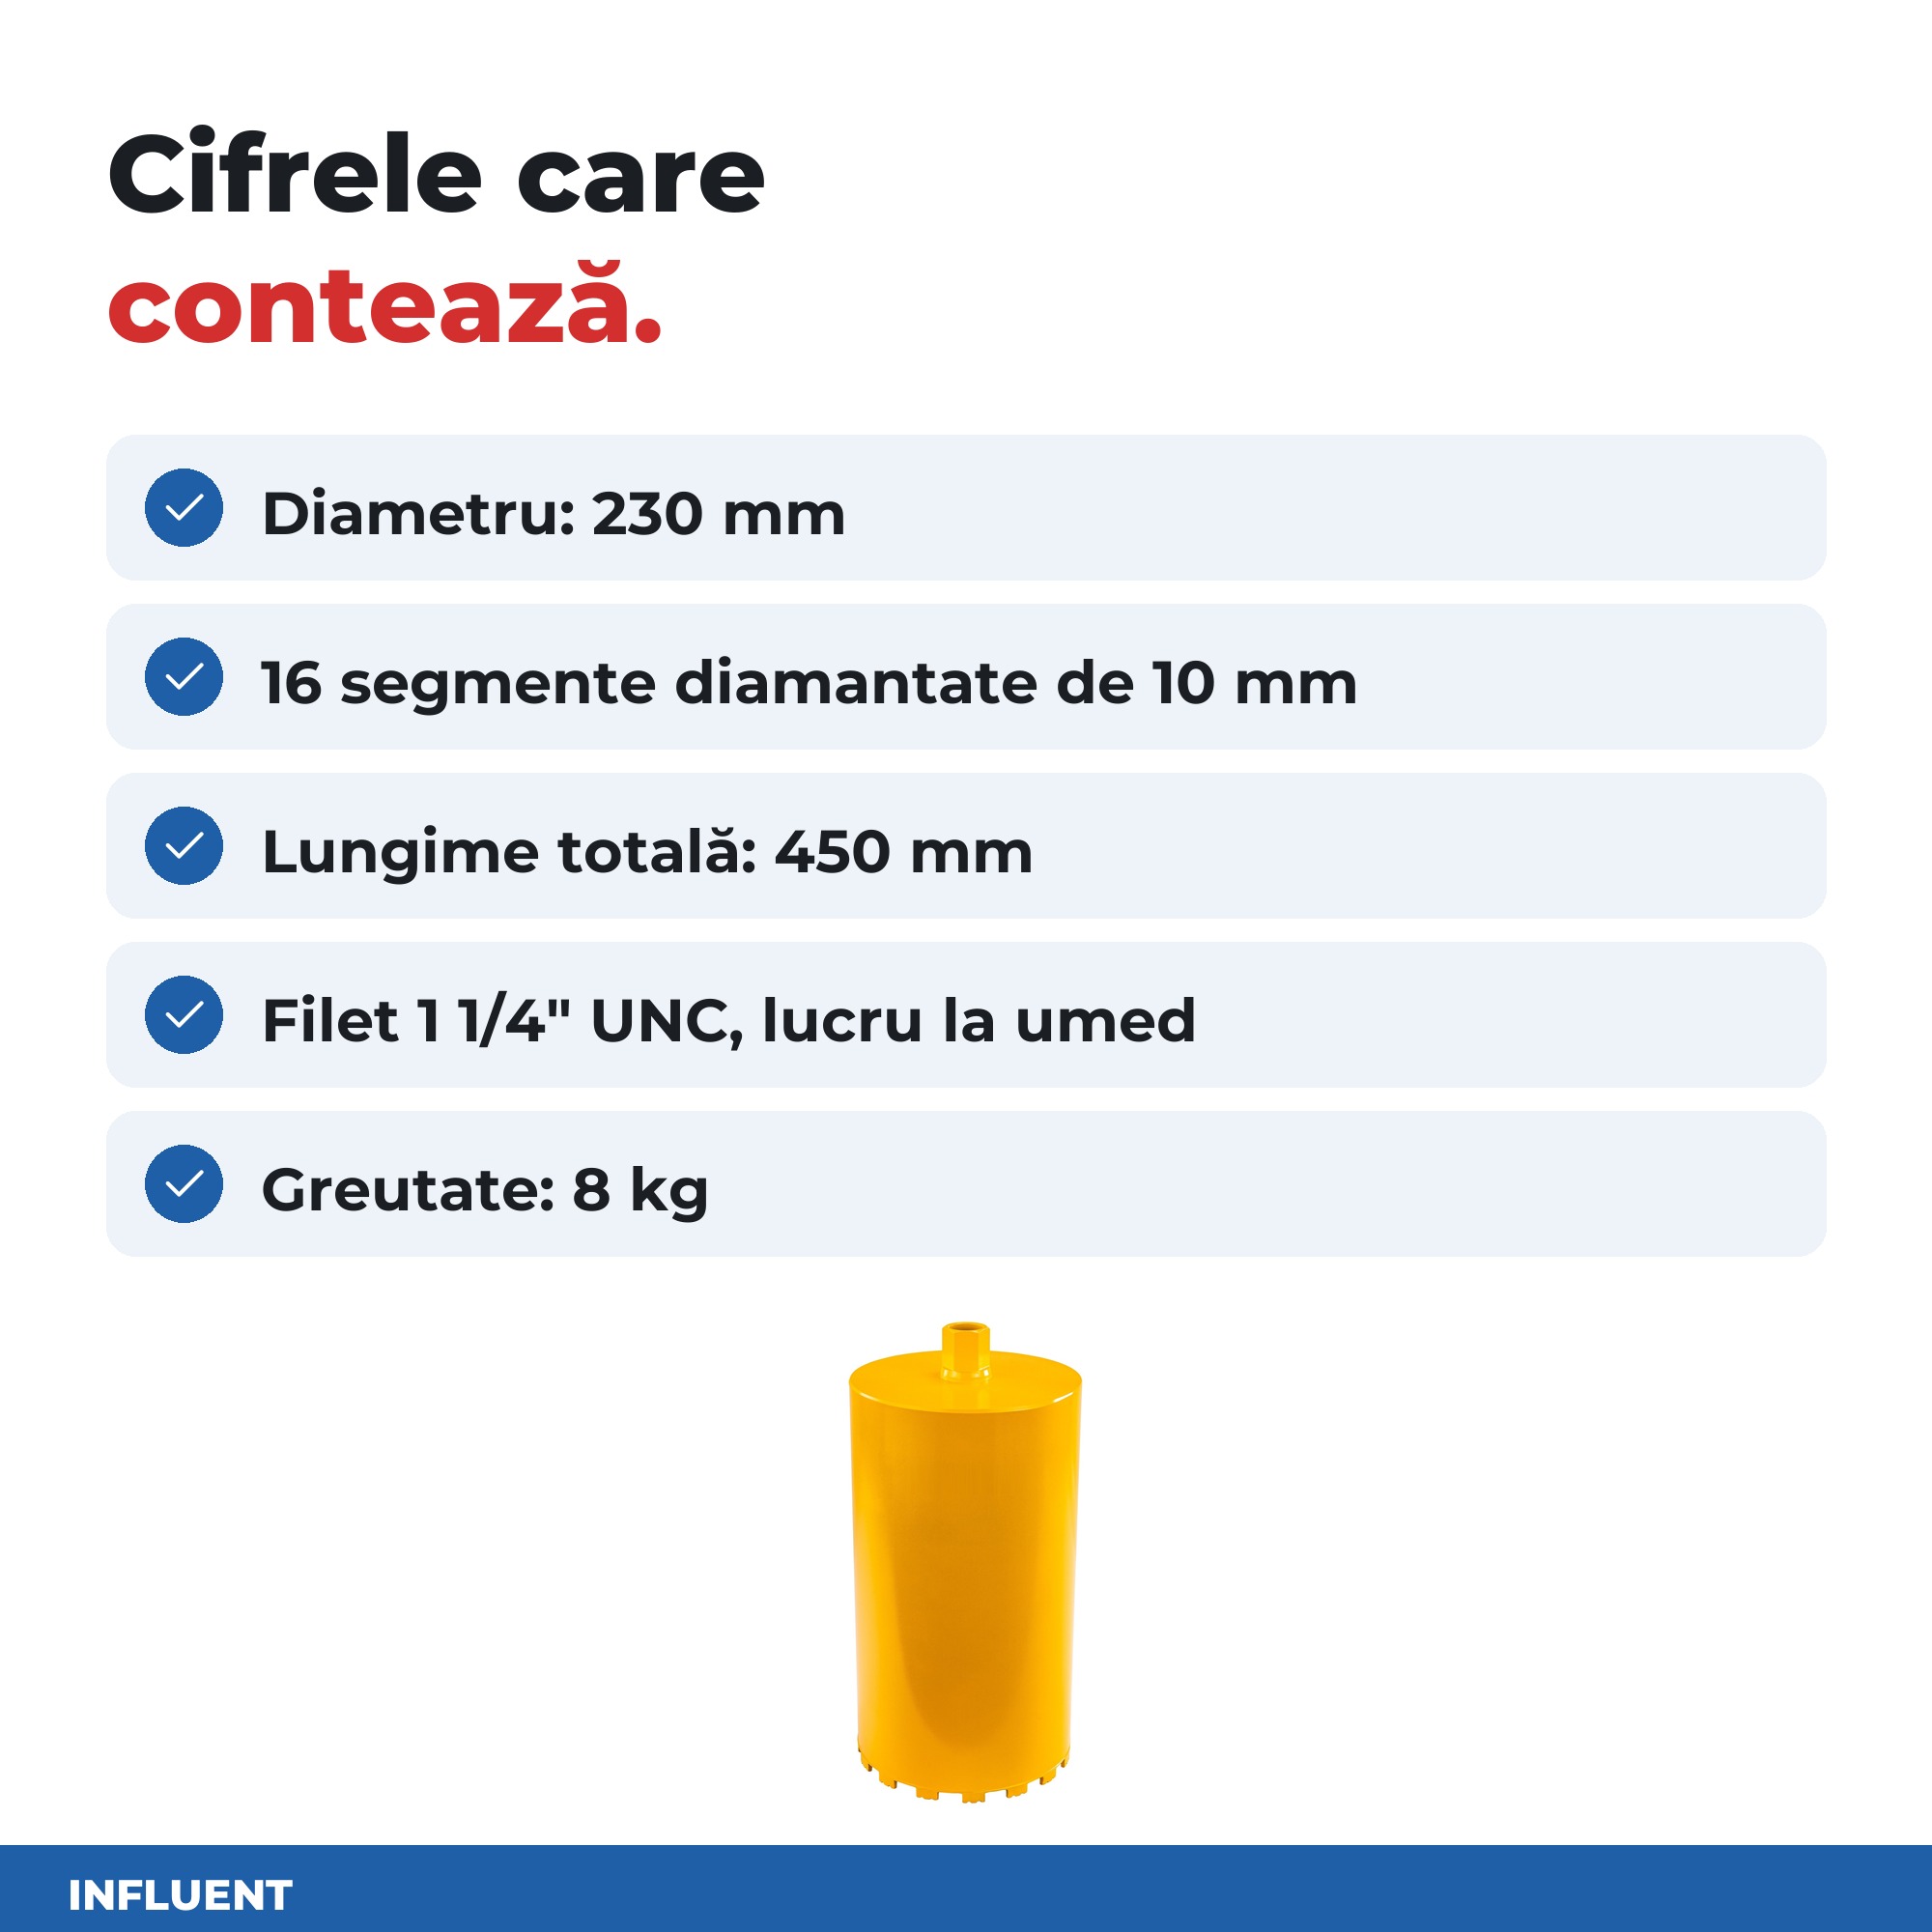 Cifrele care
contează.
Diametru: 230 mm
16 segmente diamantate de 10 mm
Lungime totală: 450 mm
Filet 1 1/4" UNC, lucru la umed
Greutate: 8 kg
INFLUENT